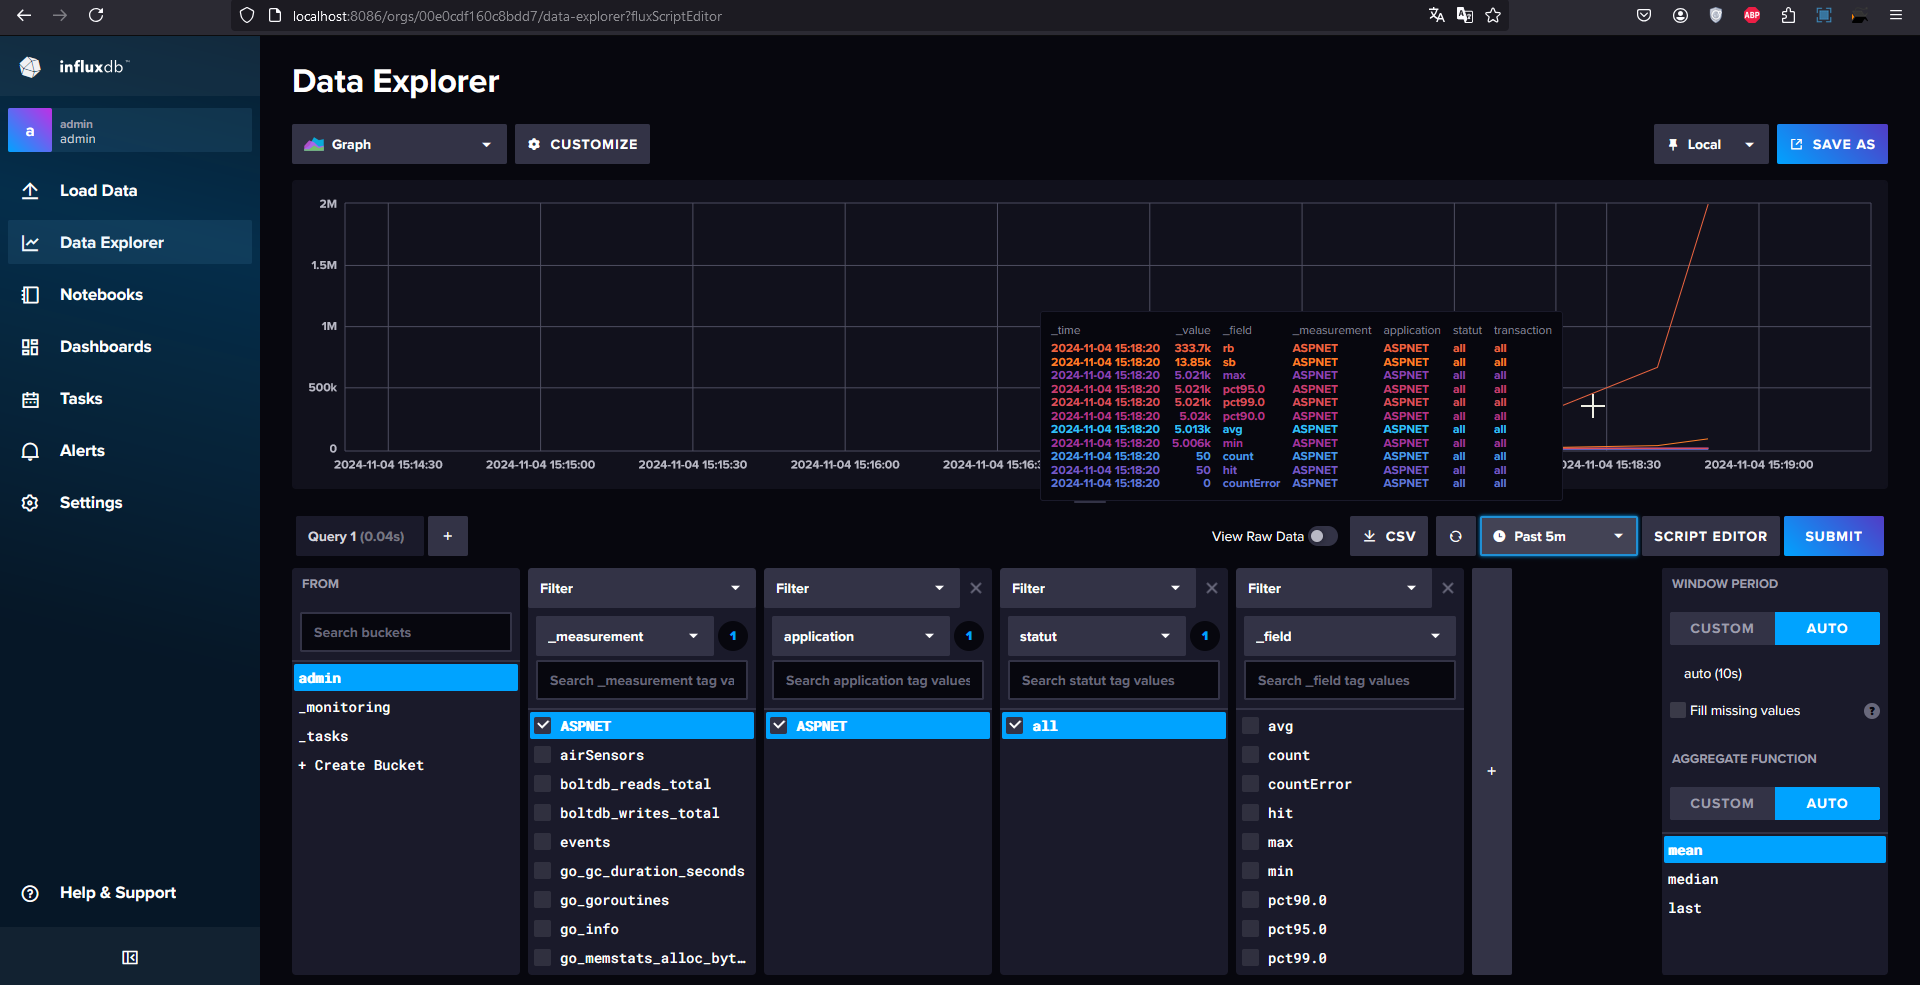 localhost:8086/orgs/00e0cdf160c8bdd7/data-explorer?fluxScriptEditor
ABP
influxdb™
a
admin
admin
Load Data
Data Explorer
Notebooks
Dashboards
Tasks
Alerts
Settings
Help & Support
Data Explorer
Graph
CUSTOMIZE
Local
SAVE AS
2M
1.5M
1M
500k
0
2024-11-04 15:14:30
2024-11-04 15:15:00
2024-11-04 15:15:30
2024-11-04 15:16:00
2024-11-04 15:16:3
024-11-04 15:18:30
2024-11-04 15:19:00
_time _value _field _measurement application statut transaction
2024-11-04 15:18:20 333.7k rb ASPNET ASPNET all all
2024-11-04 15:18:20 13.85k sb ASPNET ASPNET all all
2024-11-04 15:18:20 5.021k max ASPNET ASPNET all all
2024-11-04 15:18:20 5.021k pct95.0 ASPNET ASPNET all all
2024-11-04 15:18:20 5.021k pct99.0 ASPNET ASPNET all all
2024-11-04 15:18:20 5.02k pct90.0 ASPNET ASPNET all all
2024-11-04 15:18:20 5.013k avg ASPNET ASPNET all all
2024-11-04 15:18:20 5.006k min ASPNET ASPNET all all
2024-11-04 15:18:20 50 count ASPNET ASPNET all all
2024-11-04 15:18:20 50 hit ASPNET ASPNET all all
2024-11-04 15:18:20 0 countError ASPNET ASPNET all all
Query 1 (0.04s)
+
View Raw Data
CSV
Past 5m
SCRIPT EDITOR
SUBMIT
FROM
Search buckets
admin
_monitoring
_tasks
+ Create Bucket
Filter
_measurement
1
Search _measurement tag va
ASPNET
airSensors
boltdb_reads_total
boltdb_writes_total
events
go_gc_duration_seconds
go_goroutines
go_info
go_memstats_alloc_byt…
Filter
application
1
Search application tag values
ASPNET
Filter
statut
1
Search statut tag values
all
Filter
_field
Search _field tag values
avg
count
countError
hit
max
min
pct90.0
pct95.0
pct99.0
+
WINDOW PERIOD
CUSTOM
AUTO
auto (10s)
Fill missing values
?
AGGREGATE FUNCTION
CUSTOM
AUTO
mean
median
last